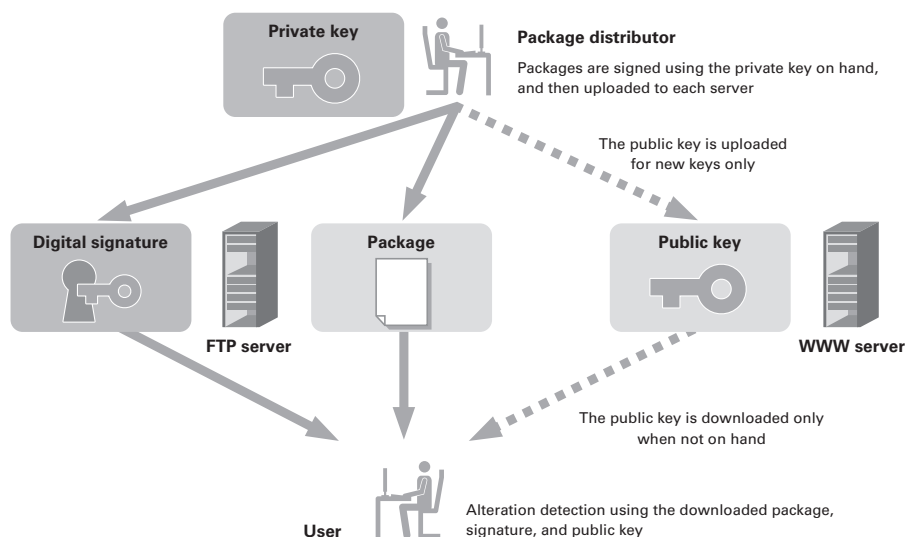 Private key
Package distributor
Packages are signed using the private key on hand,
and then uploaded to each server
The public key is uploaded
for new keys only
Digital signature
Package
Public key
FTP server
WWW server
The public key is downloaded only
when not on hand
User
Alteration detection using the downloaded package,
signature, and public key